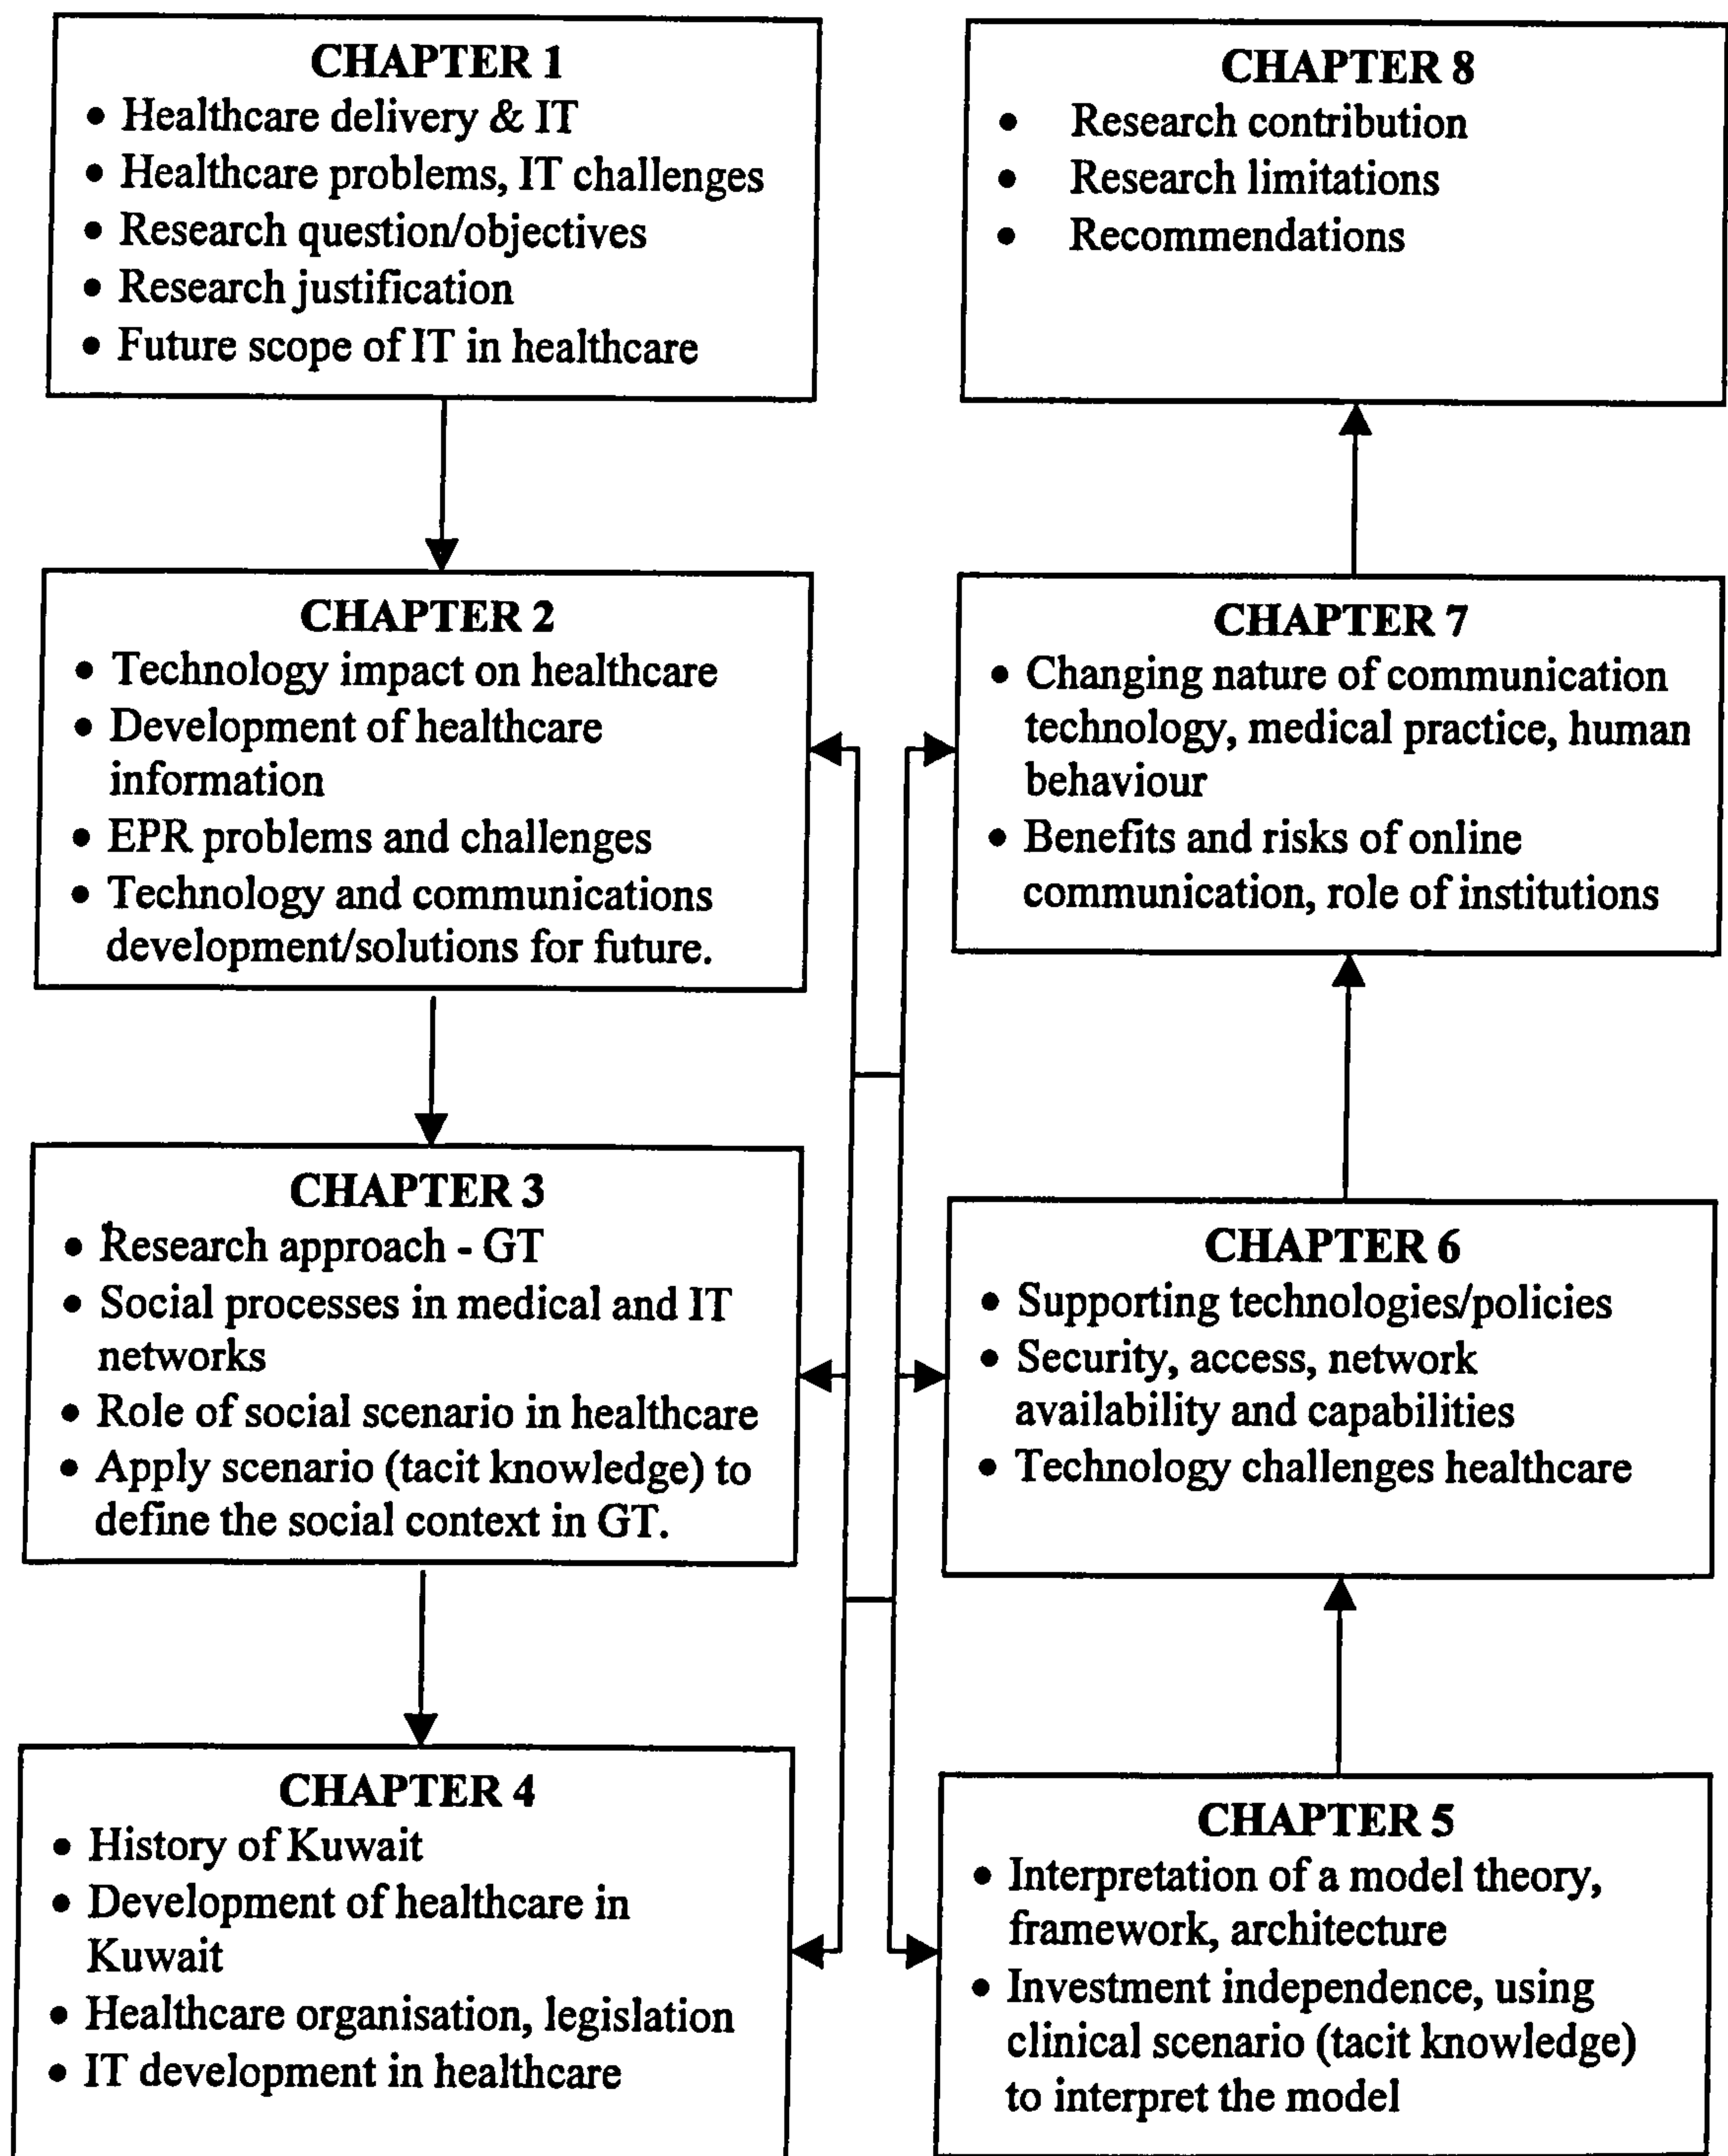 CHAPTER 1
• Healthcare delivery & IT
• Healthcare problems, IT challenges
• Research question/objectives
• Research justification
• Future scope of IT in healthcare
CHAPTER 2
• Technology impact on healthcare
• Development of healthcare
information
• EPR problems and challenges
• Technology and communications
development/solutions for future.
CHAPTER 3
• Research approach - GT
• Social processes in medical and IT
networks
• Role of social scenario in healthcare
• Apply scenario (tacit knowledge) to
define the social context in GT.
CHAPTER 4
• History of Kuwait
• Development of healthcare in
Kuwait
• Healthcare organisation, legislation
• IT development in healthcare
CHAPTER 5
• Interpretation of a model theory,
framework, architecture
• Investment independence, using
clinical scenario (tacit knowledge)
to interpret the model
CHAPTER 6
• Supporting technologies/policies
• Security, access, network
availability and capabilities
• Technology challenges healthcare
CHAPTER 7
• Changing nature of communication
technology, medical practice, human
behaviour
• Benefits and risks of online
communication, role of institutions
CHAPTER 8
• Research contribution
• Research limitations
• Recommendations